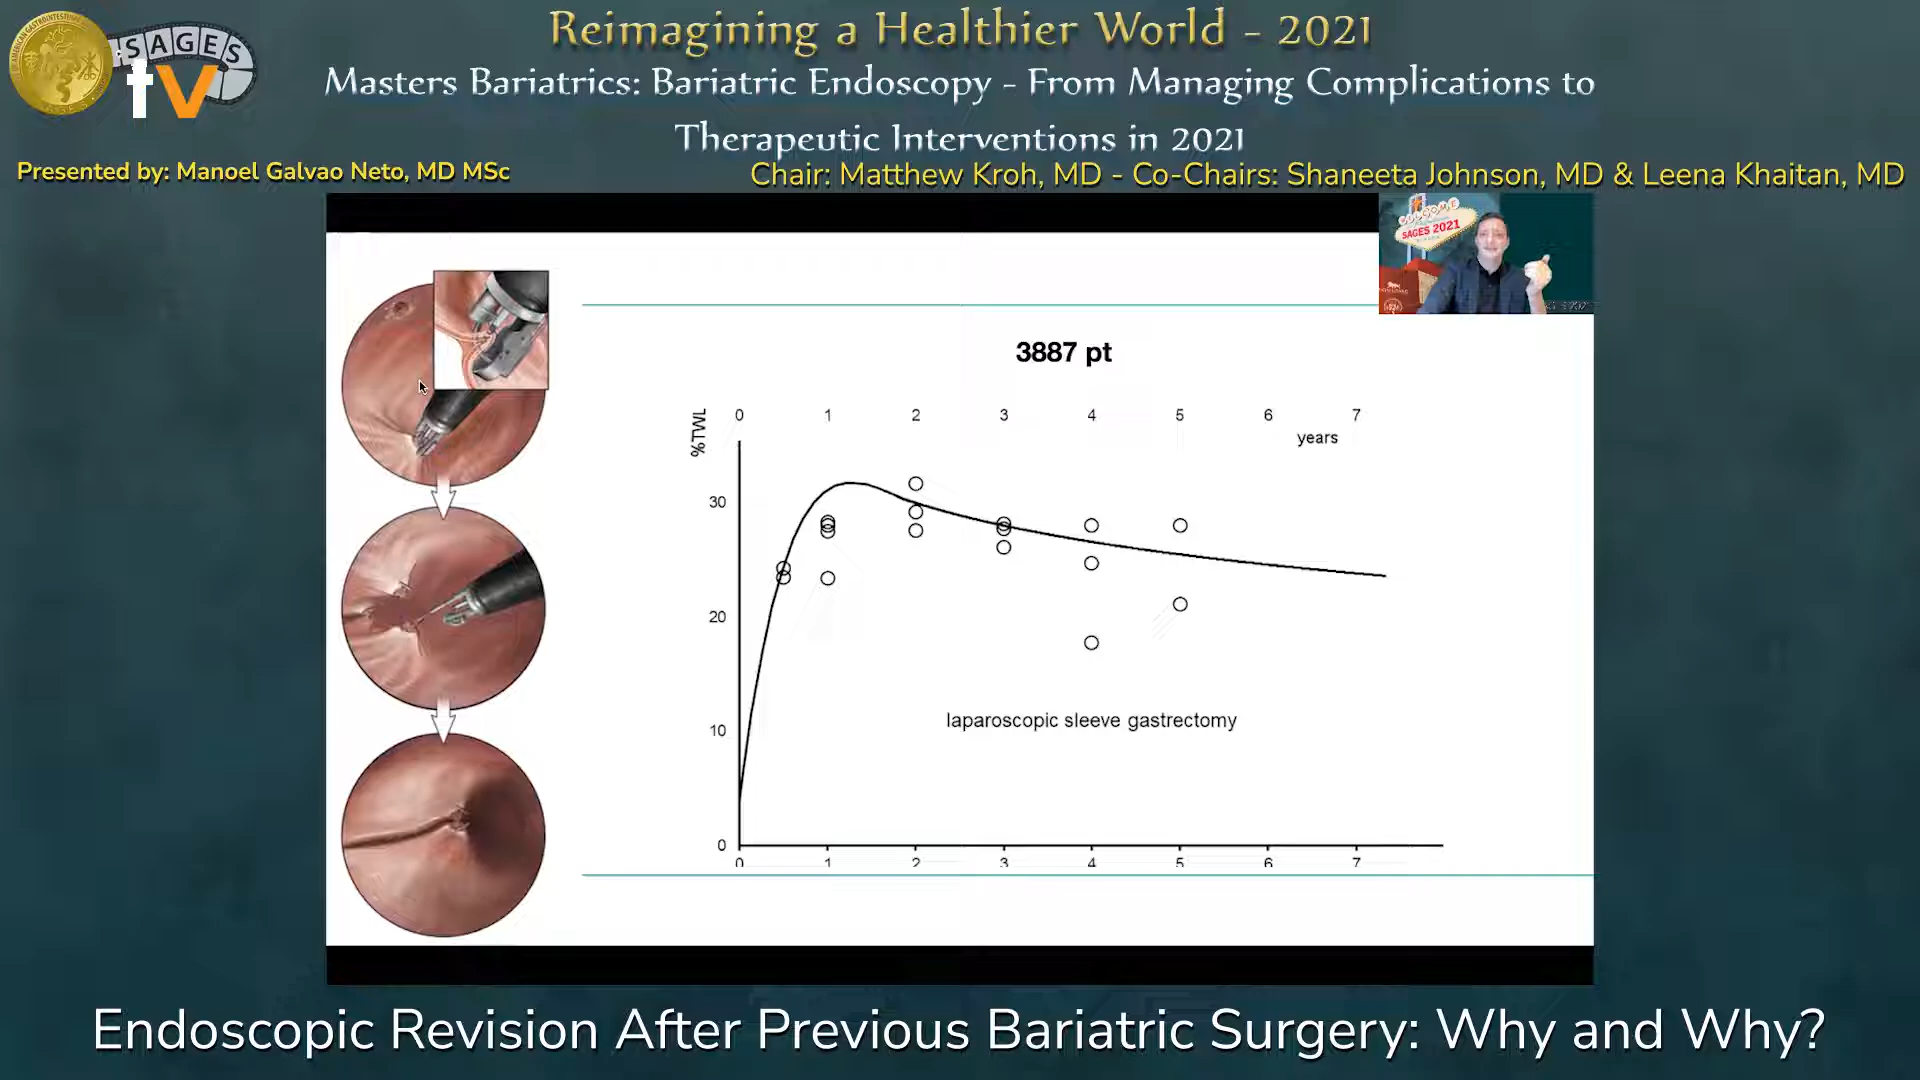 Reimagining a Healthier World - 2021
SAGES
tv
Masters Bariatrics: Bariatric Endoscopy - From Managing Complications to
Therapeutic Interventions in 2021
Presented by: Manoel Galvao Neto, MD MSc
Chair: Matthew Kroh, MD - Co-Chairs: Shaneeta Johnson, MD & Leena Khaitan, MD
WELCOME
SAGES 2021
3887 pt
%TWL
0 1 2 3 4 5 6 7
years
30
20
10
0
0 1 2 3 4 5 6 7
laparoscopic sleeve gastrectomy
Endoscopic Revision After Previous Bariatric Surgery: Why and Why?